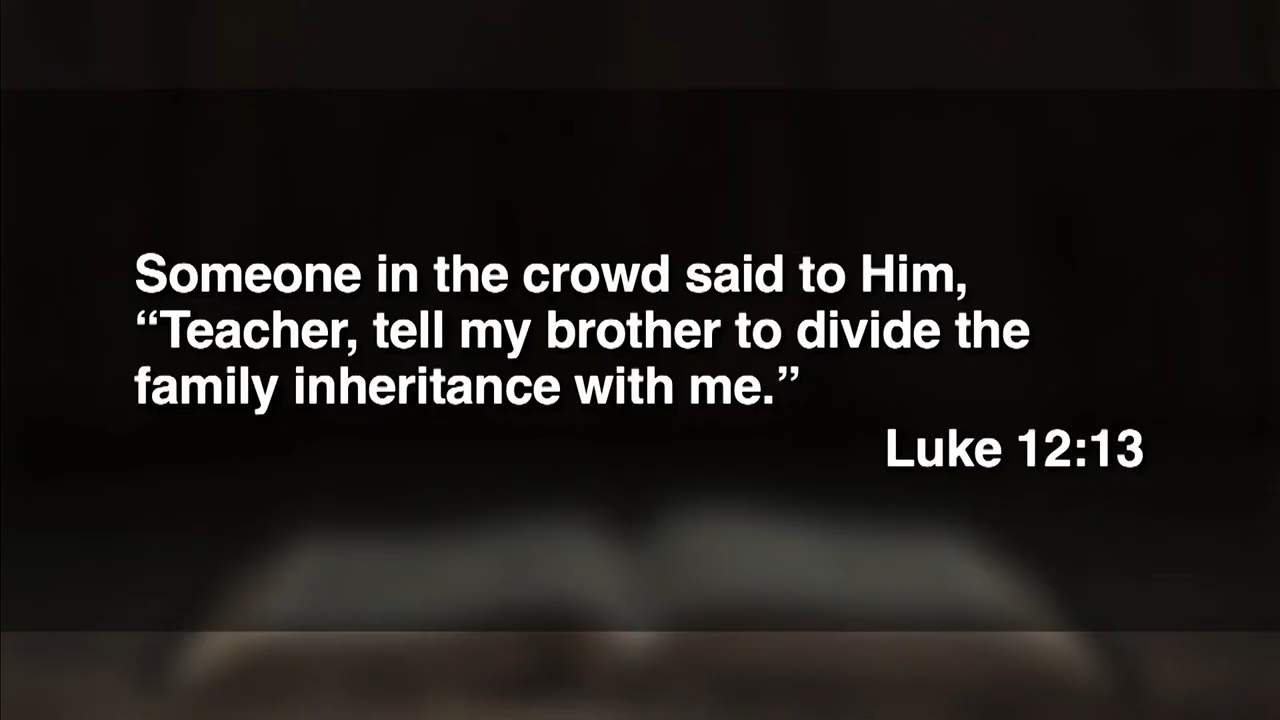 Someone in the crowd said to Him,
“Teacher, tell my brother to divide the
family inheritance with me.”
Luke 12:13